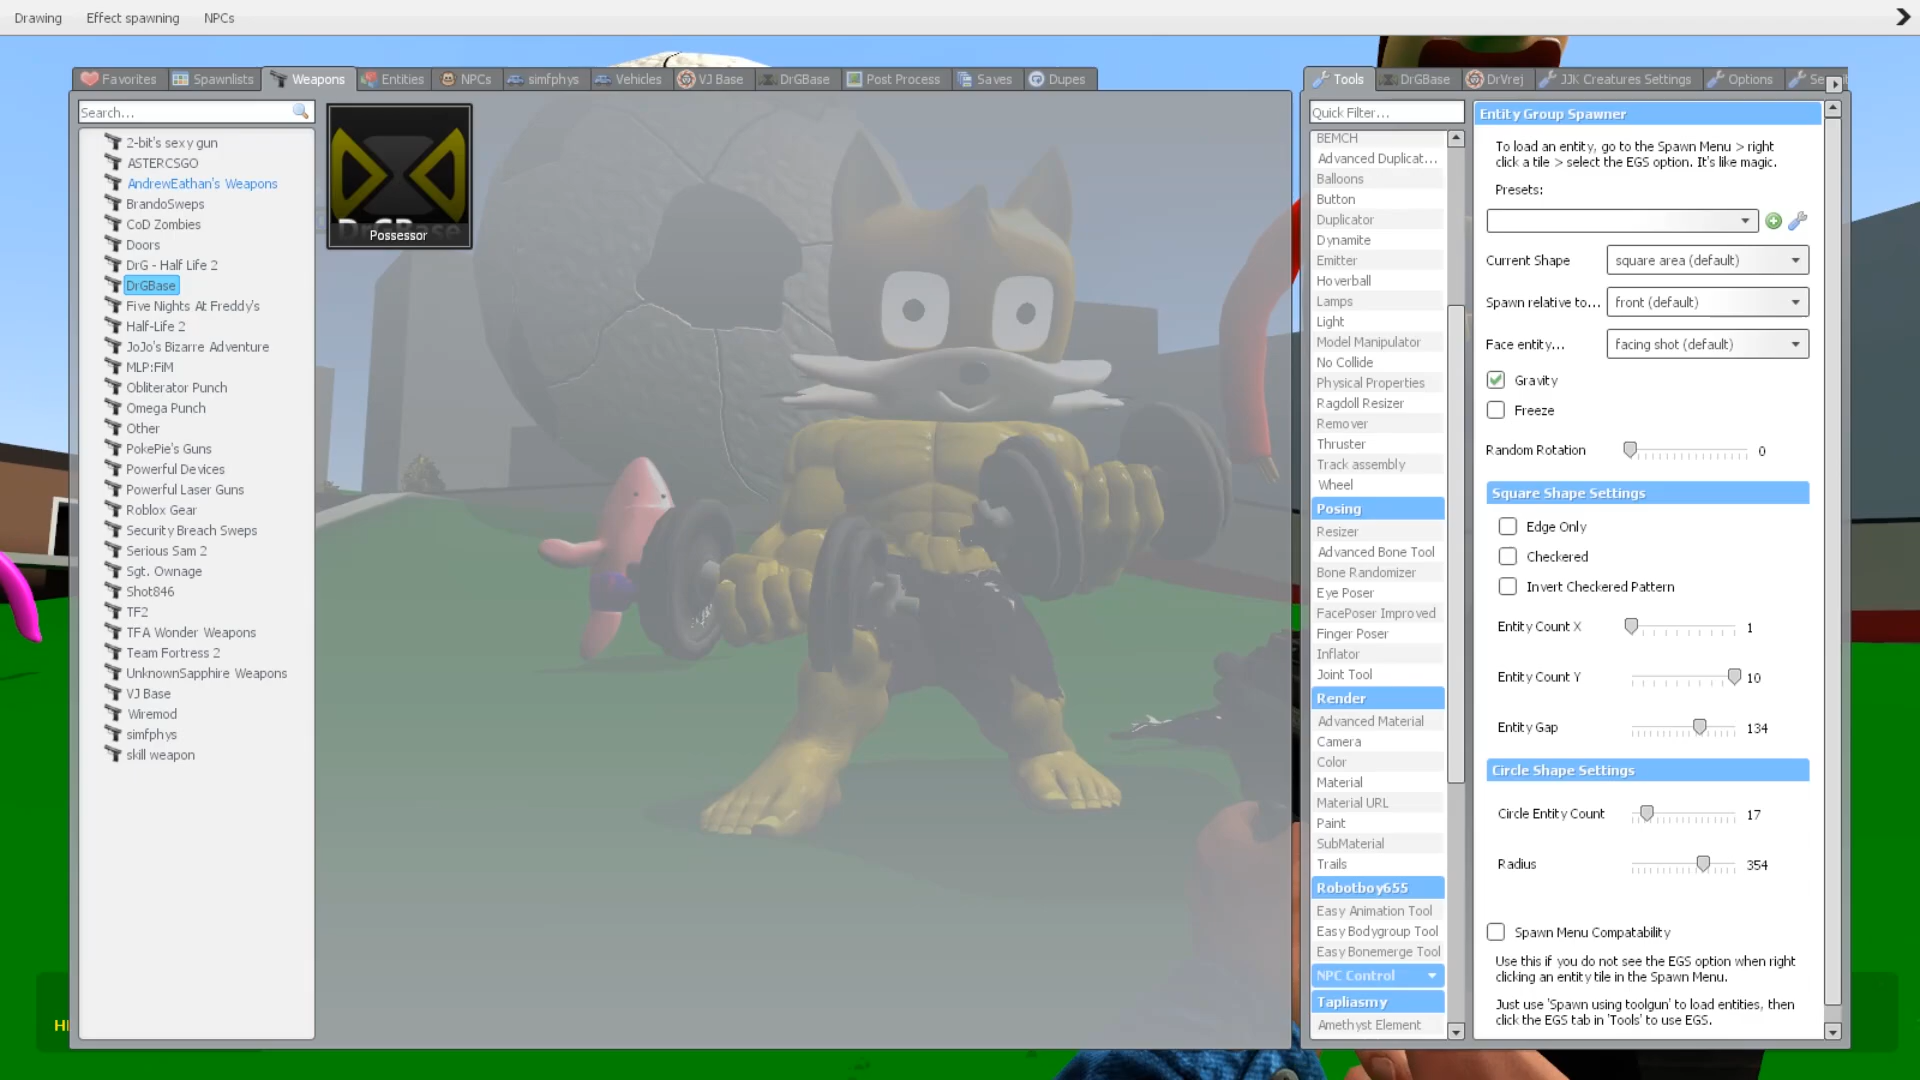 Drawing Effect spawning NPCs
Favorites Spawnlists Weapons Entities NPCs simfphys Vehicles VJ Base DrGBase Post Process Saves Dupes
Search...
2-bit's sexy gun
ASTERCSGO
AndrewEathan's Weapons
BrandoSweps
CoD Zombies
Doors
DrG - Half Life 2
DrGBase
Five Nights At Freddy's
Half-Life 2
JoJo's Bizarre Adventure
MLP:FiM
Obliterator Punch
Omega Punch
Other
PokePie's Guns
Powerful Devices
Powerful Laser Guns
Roblox Gear
Security Breach Sweps
Serious Sam 2
Sgt. Ownage
Shot846
TF2
TFA Wonder Weapons
Team Fortress 2
UnknownSapphire Weapons
VJ Base
Wiremod
simfphys
skill weapon
DrGBase
Possessor
Tools DrGBase DrVrej JJK Creatures Settings Options
Quick Filter...
BEMCH
Advanced Duplicat...
Balloons
Button
Duplicator
Dynamite
Emitter
Hoverball
Lamps
Light
Model Manipulator
No Collide
Physical Properties
Ragdoll Resizer
Remover
Thruster
Track assembly
Wheel
Posing
Resizer
Advanced Bone Tool
Bone Randomizer
Eye Poser
FacePoser Improved
Finger Poser
Inflator
Joint Tool
Render
Advanced Material
Camera
Color
Material
Material URL
Paint
SubMaterial
Trails
Robotboy655
Easy Animation Tool
Easy Bodygroup Tool
Easy Bonemerge Tool
NPC Control
Tapliasmy
Amethyst Element
Entity Group Spawner
To load an entity, go to the Spawn Menu > right
click a tile > select the EGS option. It's like magic.
Presets:
Current Shape square area (default)
Spawn relative to... front (default)
Face entity... facing shot (default)
Gravity
Freeze
Random Rotation 0
Square Shape Settings
Edge Only
Checkered
Invert Checkered Pattern
Entity Count X 1
Entity Count Y 10
Entity Gap 134
Circle Shape Settings
Circle Entity Count 17
Radius 354
Spawn Menu Compatability
Use this if you do not see the EGS option when right
clicking an entity tile in the Spawn Menu.
Just use 'Spawn using toolgun' to load entities, then
click the EGS tab in 'Tools' to use EGS.